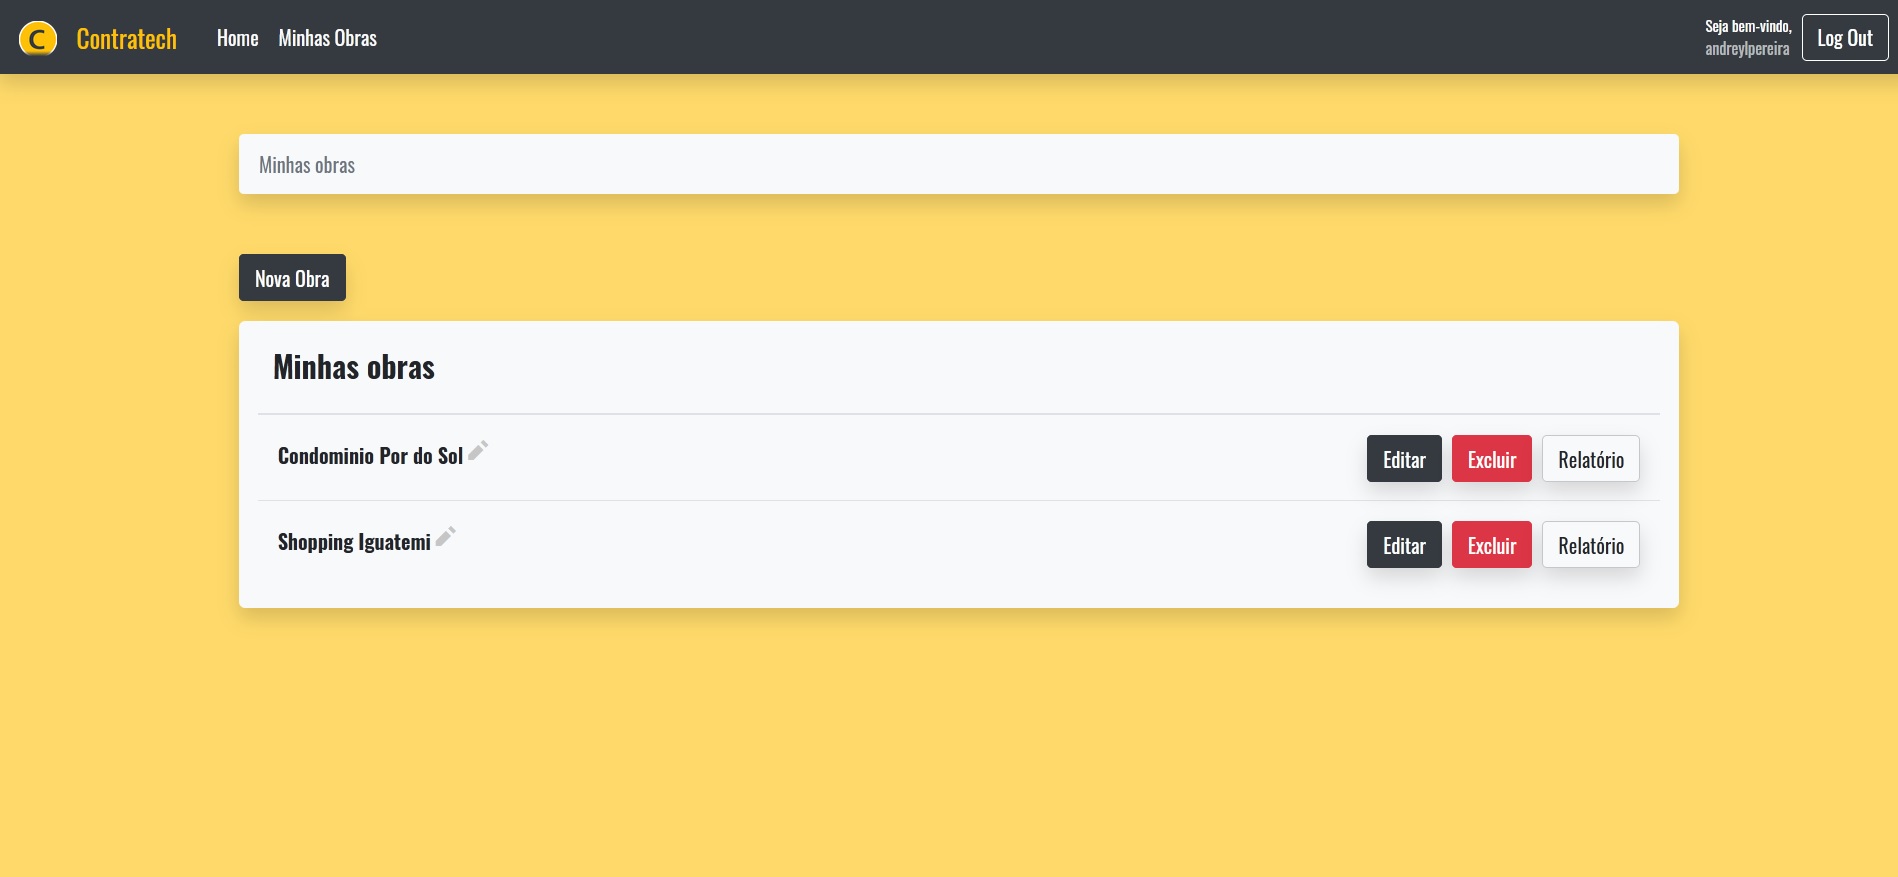 C Contratech Home Minhas Obras Seja bem-vindo, Log Out
andreylpereira
Minhas obras
Nova Obra
Minhas obras
Condominio Por do Sol Editar Excluir Relatório
Shopping Iguatemi Editar Excluir Relatório